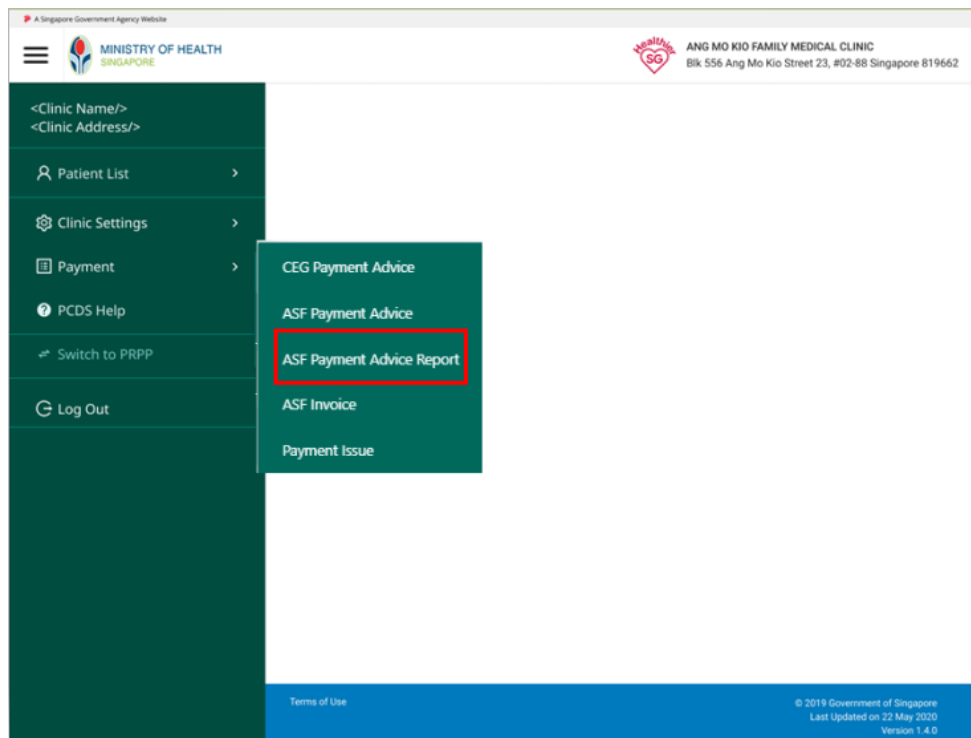 A Singapore Government Agency Website
MINISTRY OF HEALTH
SINGAPORE
Healthier
SG
ANG MO KIO FAMILY MEDICAL CLINIC
Blk 556 Ang Mo Kio Street 23, #02-88 Singapore 819662
<Clinic Name/>
<Clinic Address/>
Patient List
Clinic Settings
Payment
PCDS Help
Switch to PRPP
Log Out
CEG Payment Advice
ASF Payment Advice
ASF Payment Advice Report
ASF Invoice
Payment Issue
Terms of Use
© 2019 Government of Singapore
Last Updated on 22 May 2020
Version 1.4.0